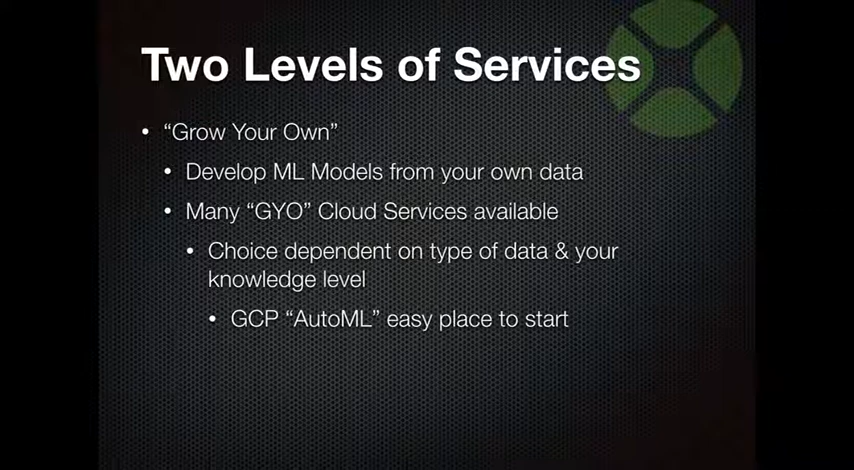 Two Levels of Services
• “Grow Your Own”
• Develop ML Models from your own data
• Many “GYO” Cloud Services available
• Choice dependent on type of data & your
knowledge level
• GCP “AutoML” easy place to start